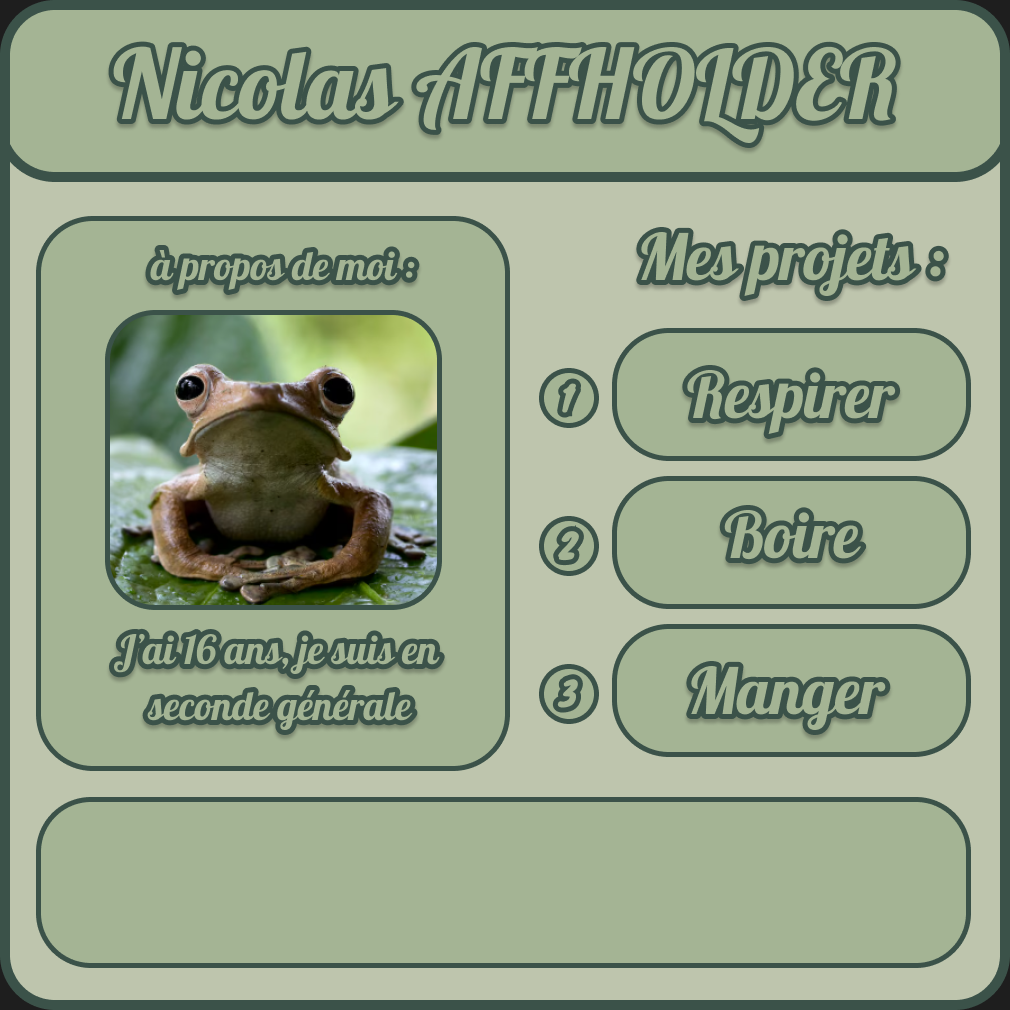 Nicolas AFFHOLDER
à propos de moi :
J'ai 16 ans, je suis en
seconde générale
Mes projets :
1 Respirer
2 Boire
3 Manger